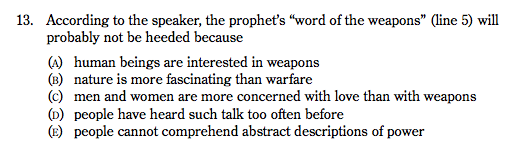 13. According to the speaker, the prophet's “word of the weapons” (line 5) will
probably not be heeded because
(A) human beings are interested in weapons
(B) nature is more fascinating than warfare
(C) men and women are more concerned with love than with weapons
(D) people have heard such talk too often before
(E) people cannot comprehend abstract descriptions of power